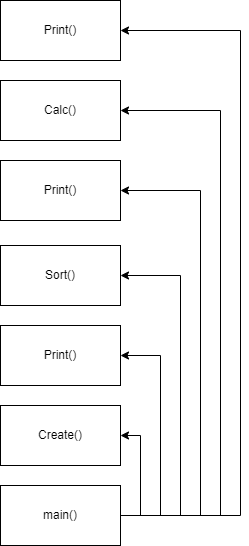 Print()
Calc()
Print()
Sort()
Print()
Create()
main()